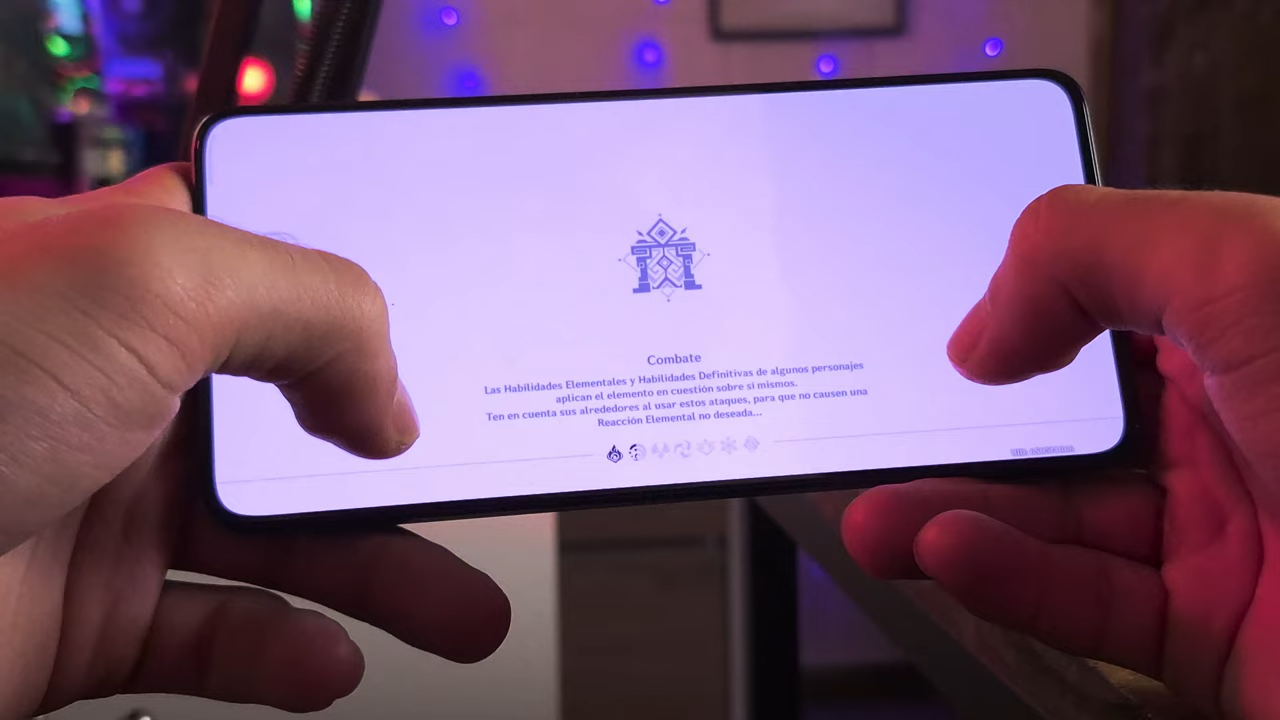 Combate
Las Habilidades Elementales y Habilidades Definitivas de algunos personajes
aplican el elemento en cuestión sobre sí mismos.
Ten en cuenta sus alrededores al usar estos ataques, para que no causen una
Reacción Elemental no deseada...
UID: